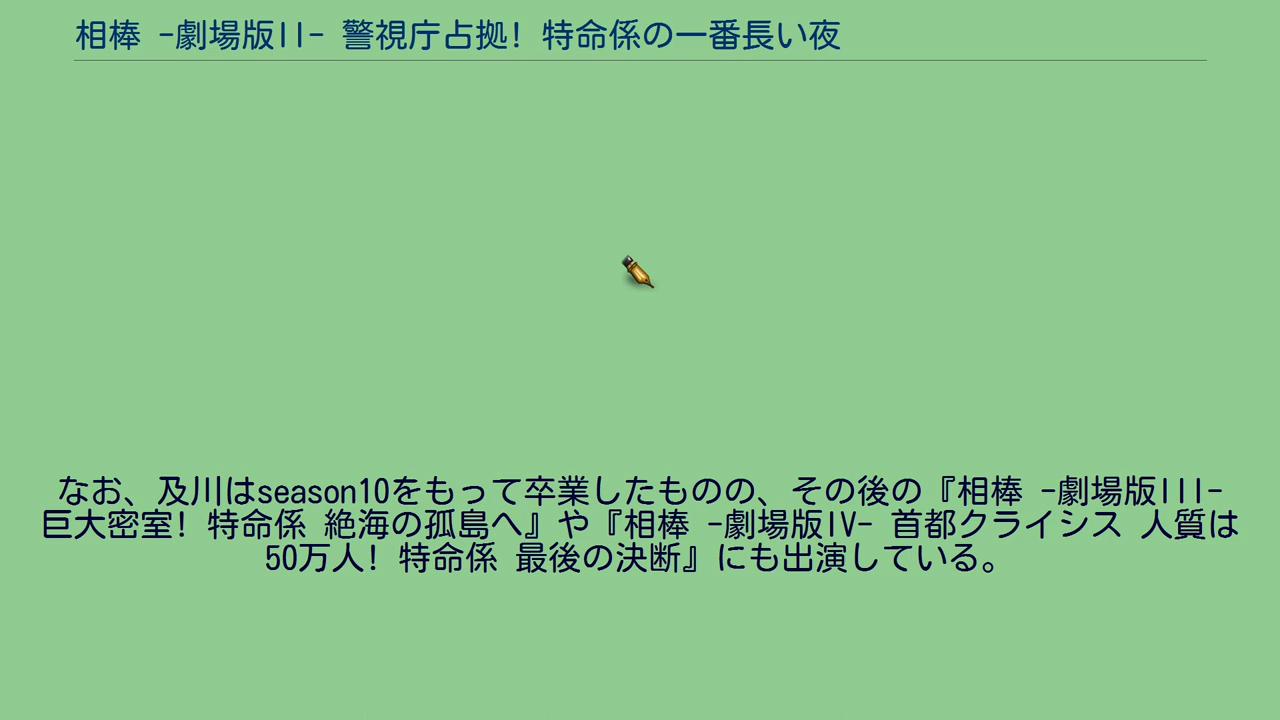 相棒 -劇場版II- 警視庁占拠! 特命係の一番長い夜
なお、及川はseason10をもって卒業したものの、その後の『相棒 -劇場版III-
巨大密室! 特命係 絶海の孤島へ』や『相棒 -劇場版IV- 首都クライシス 人質は
50万人! 特命係 最後の決断』にも出演している。